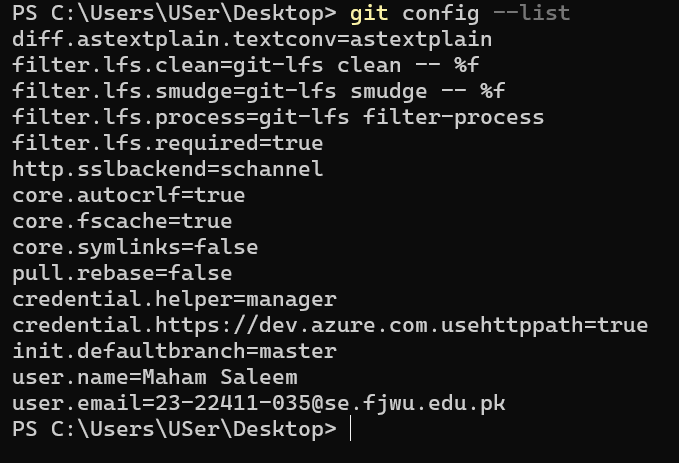 PS C:\Users\USer\Desktop> git config --list
diff.astextplain.textconv=astextplain
filter.lfs.clean=git-lfs clean -- %f
filter.lfs.smudge=git-lfs smudge -- %f
filter.lfs.process=git-lfs filter-process
filter.lfs.required=true
http.sslbackend=schannel
core.autocrlf=true
core.fscache=true
core.symlinks=false
pull.rebase=false
credential.helper=manager
credential.https://dev.azure.com.usehttppath=true
init.defaultbranch=master
user.name=Maham Saleem
user.email=23-22411-035@se.fjwu.edu.pk
PS C:\Users\USer\Desktop>